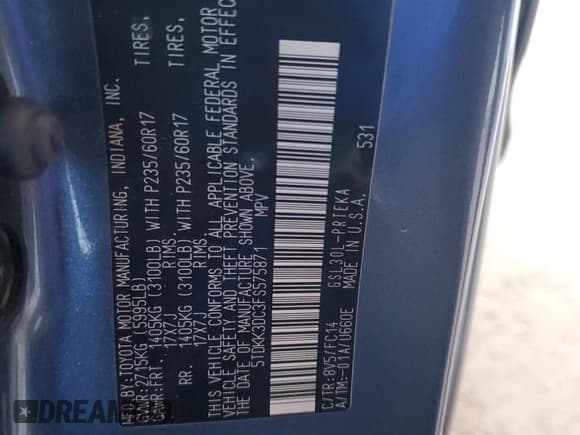 MFD.BY:TOYOTA MOTOR MANUFACTURING, INDIANA, INC.
GVWR:2715KG (5995LB)
GAWR:FRT. 1405KG (3100LB) WITH P235/60R17 TIRES,
17X7J RIMS.
RR. 1405KG (3100LB) WITH P235/60R17 TIRES,
17X7J RIMS.
THIS VEHICLE CONFORMS TO ALL APPLICABLE FEDERAL MOTOR
VEHICLE SAFETY AND THEFT PREVENTION STANDARDS IN EFFECT
THE DATE OF MANUFACTURE SHOWN ABOVE.
5TDKK3DC3FS575871 MPV
C/TR:8V5/FC14 GSL30L-PRTEKA
A/TM:-01A/U660E MADE IN U.S.A. 531